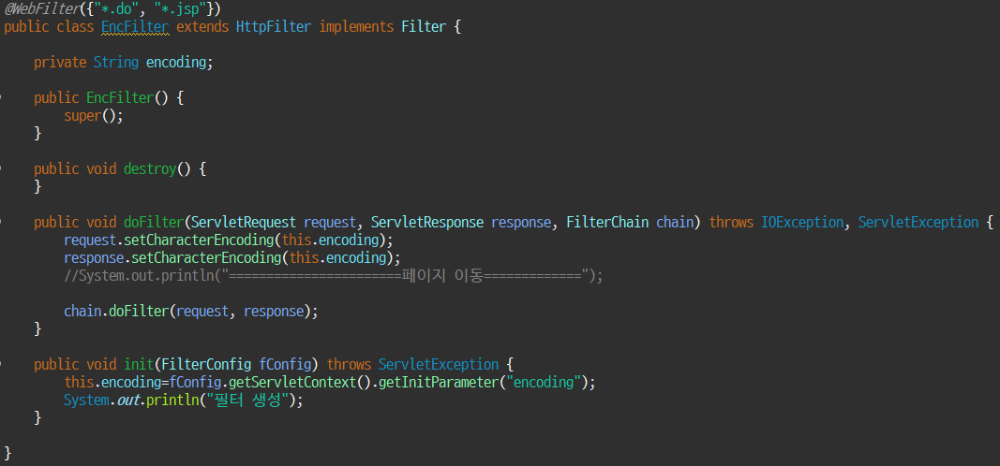 @WebFilter({"*.do", "*.jsp"})
public class EncFilter extends HttpFilter implements Filter {
private String encoding;
public EncFilter() {
super();
}
public void destroy() {
}
public void doFilter(ServletRequest request, ServletResponse response, FilterChain chain) throws IOException, ServletException {
request.setCharacterEncoding(this.encoding);
response.setCharacterEncoding(this.encoding);
//System.out.println("=======================페이지 이동=============");
chain.doFilter(request, response);
}
public void init(FilterConfig fConfig) throws ServletException {
this.encoding=fConfig.getServletContext().getInitParameter("encoding");
System.out.println("필터 생성");
}
}